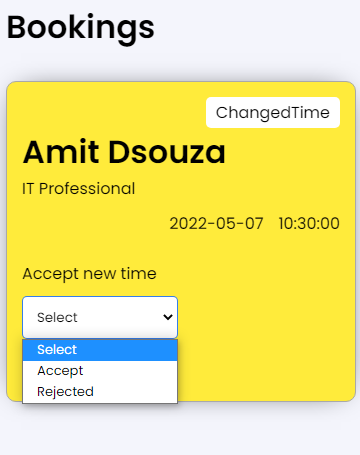 Bookings
ChangedTime
Amit Dsouza
IT Professional
2022-05-07 10:30:00
Accept new time
Select
Select
Accept
Rejected